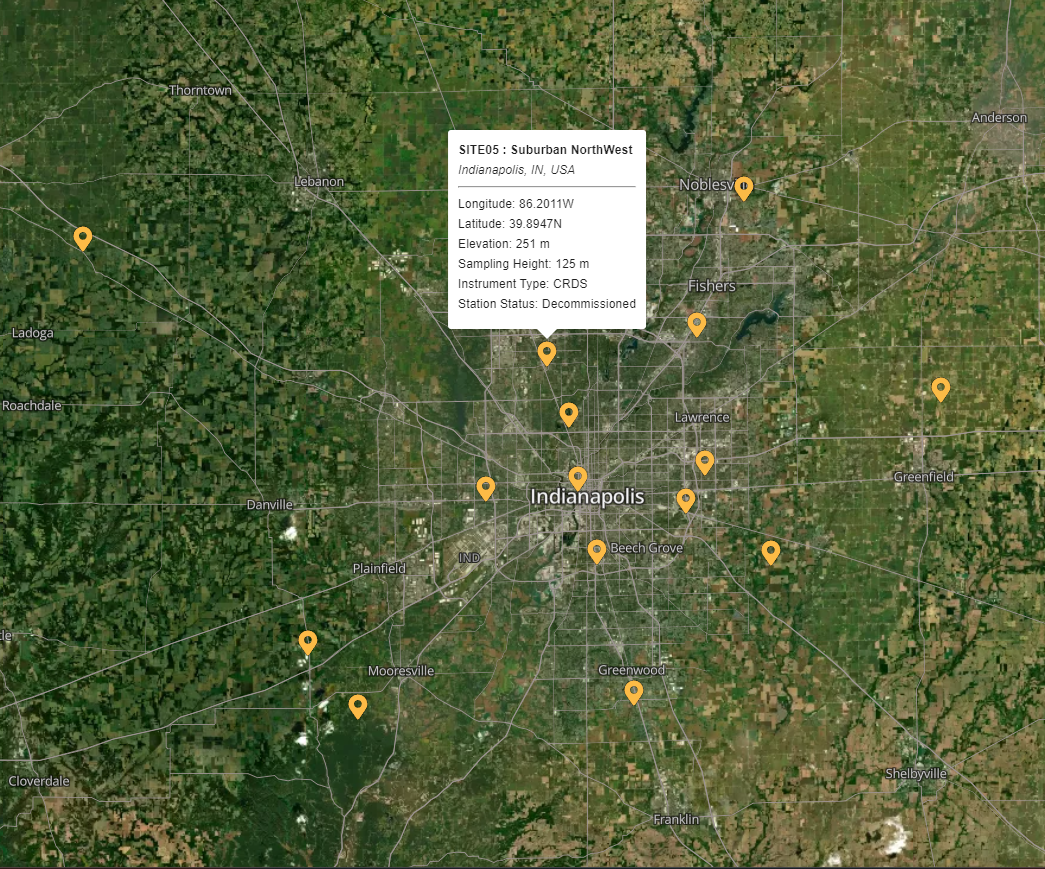 Thorntown
Anderson
SITE05 : Suburban NorthWest
Indianapolis, IN, USA
Longitude: 86.2011W
Latitude: 39.8947N
Elevation: 251 m
Sampling Height: 125 m
Instrument Type: CRDS
Station Status: Decommissioned
Lebanon
Noblesv
Fishers
Ladoga
Roachdale
Lawrence
Greenfield
Indianapolis
Danville
Beech Grove
IND
Plainfield
tle
Mooresville
Greenwood
Shelbyville
Cloverdale
Franklin